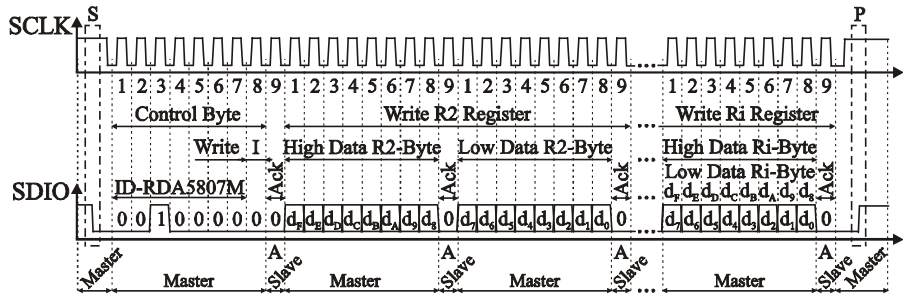 S P
SCLK
1 2 3 4 5 6 7 8 9 1 2 3 4 5 6 7 8 9 1 2 3 4 5 6 7 8 9 1 2 3 4 5 6 7 8 9
Control Byte Write R2 Register Write Ri Register
Write I High Data R2-Byte Low Data R2-Byte High Data Ri-Byte
Ack Ack Ack Ack
Low Data Ri-Byte
SDIO ID-RDA5807M dF dE dD dC dB dA d9 d8
0 0 1 0 0 0 0 0 0 dF dE dD dC dB dA d9 d8 0 d7 d6 d5 d4 d3 d2 d1 d0 0 d7 d6 d5 d4 d3 d2 d1 d0 0
A A A A
Master Master Slave Master Slave Master Slave Master Slave Master